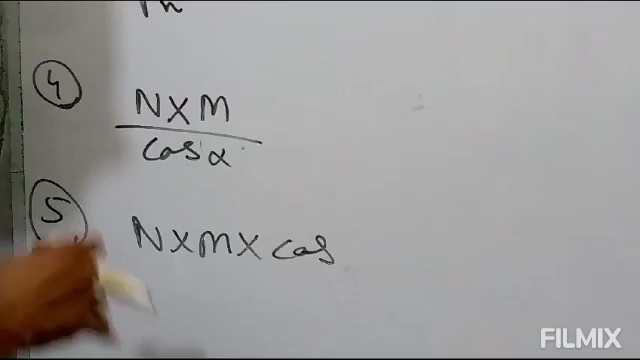 ④ N X M
cos α
⑤ N X M X cos
FILMIX